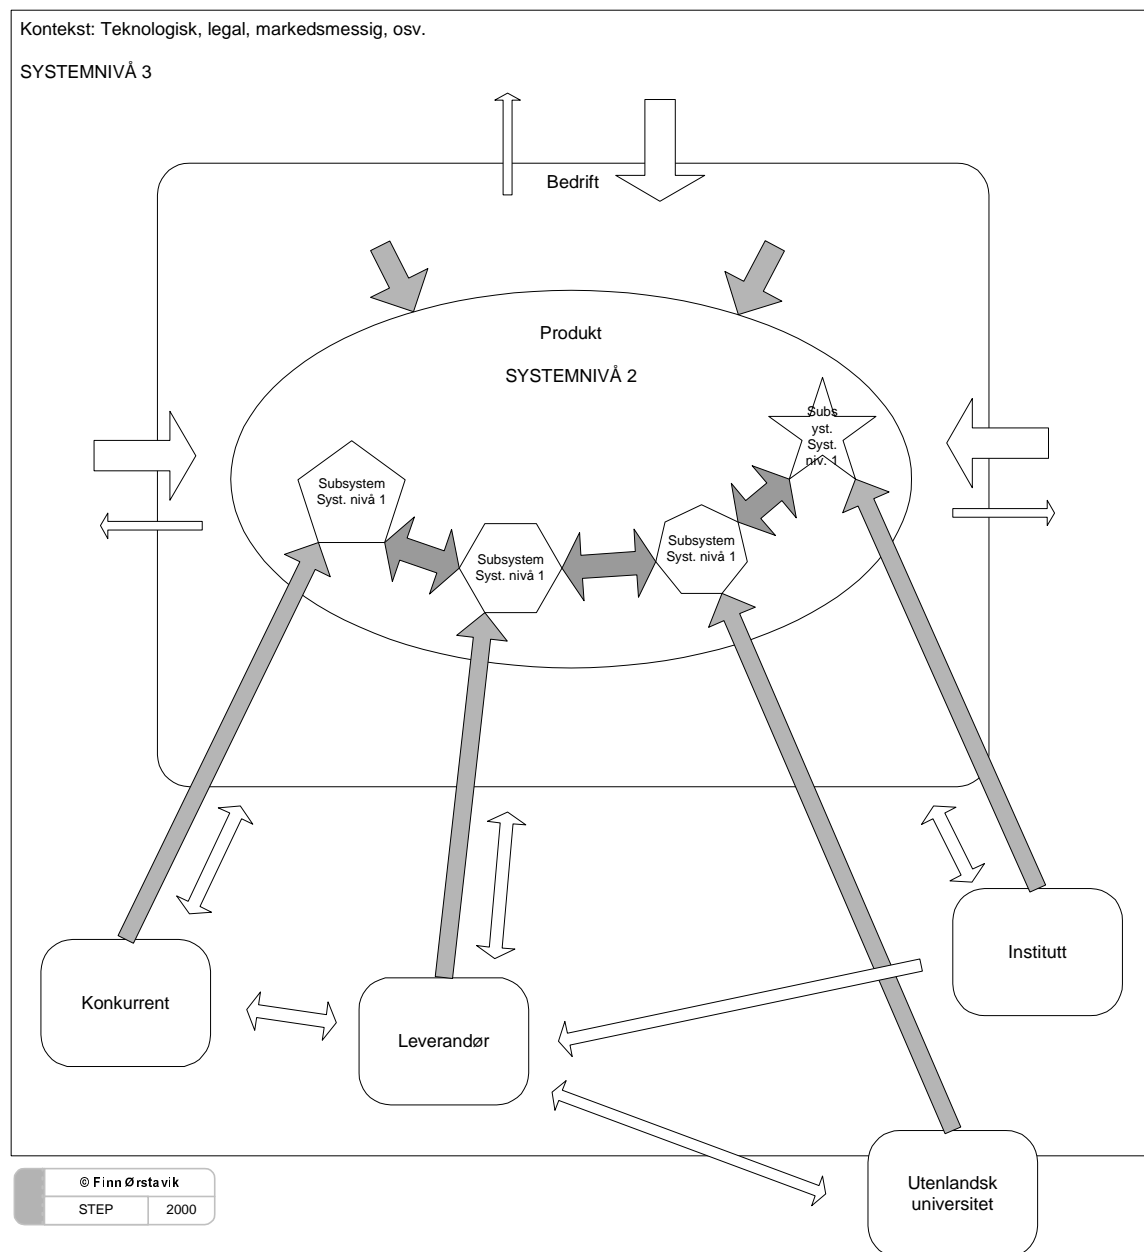 Kontekst: Teknologisk, legal, markedsmessig, osv.
SYSTEMNIVÅ 3
Bedrift
Produkt
SYSTEMNIVÅ 2
Subs
yst.
Syst.
niv. 1
Subsystem
Syst. nivå 1
Subsystem
Syst. nivå 1
Subsystem
Syst. nivå 1
Konkurrent
Leverandør
Institutt
Utenlandsk
universitet
© Finn Ørstavik
STEP 2000